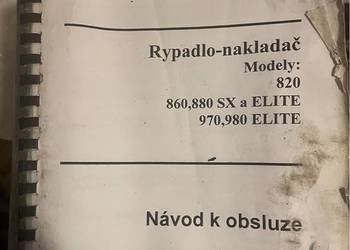 Rypadlo-nakladač
Modely:
820
860,880 SX a ELITE
970,980 ELITE
Návod k obsluze